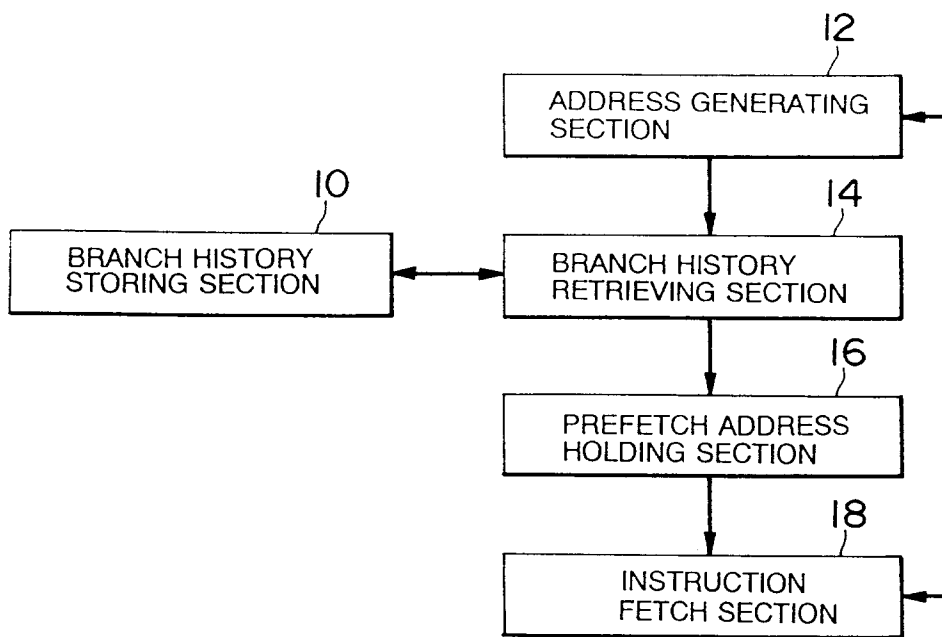 12
ADDRESS GENERATING
SECTION
10
14
BRANCH HISTORY
STORING SECTION
BRANCH HISTORY
RETRIEVING SECTION
16
PREFETCH ADDRESS
HOLDING SECTION
18
INSTRUCTION
FETCH SECTION